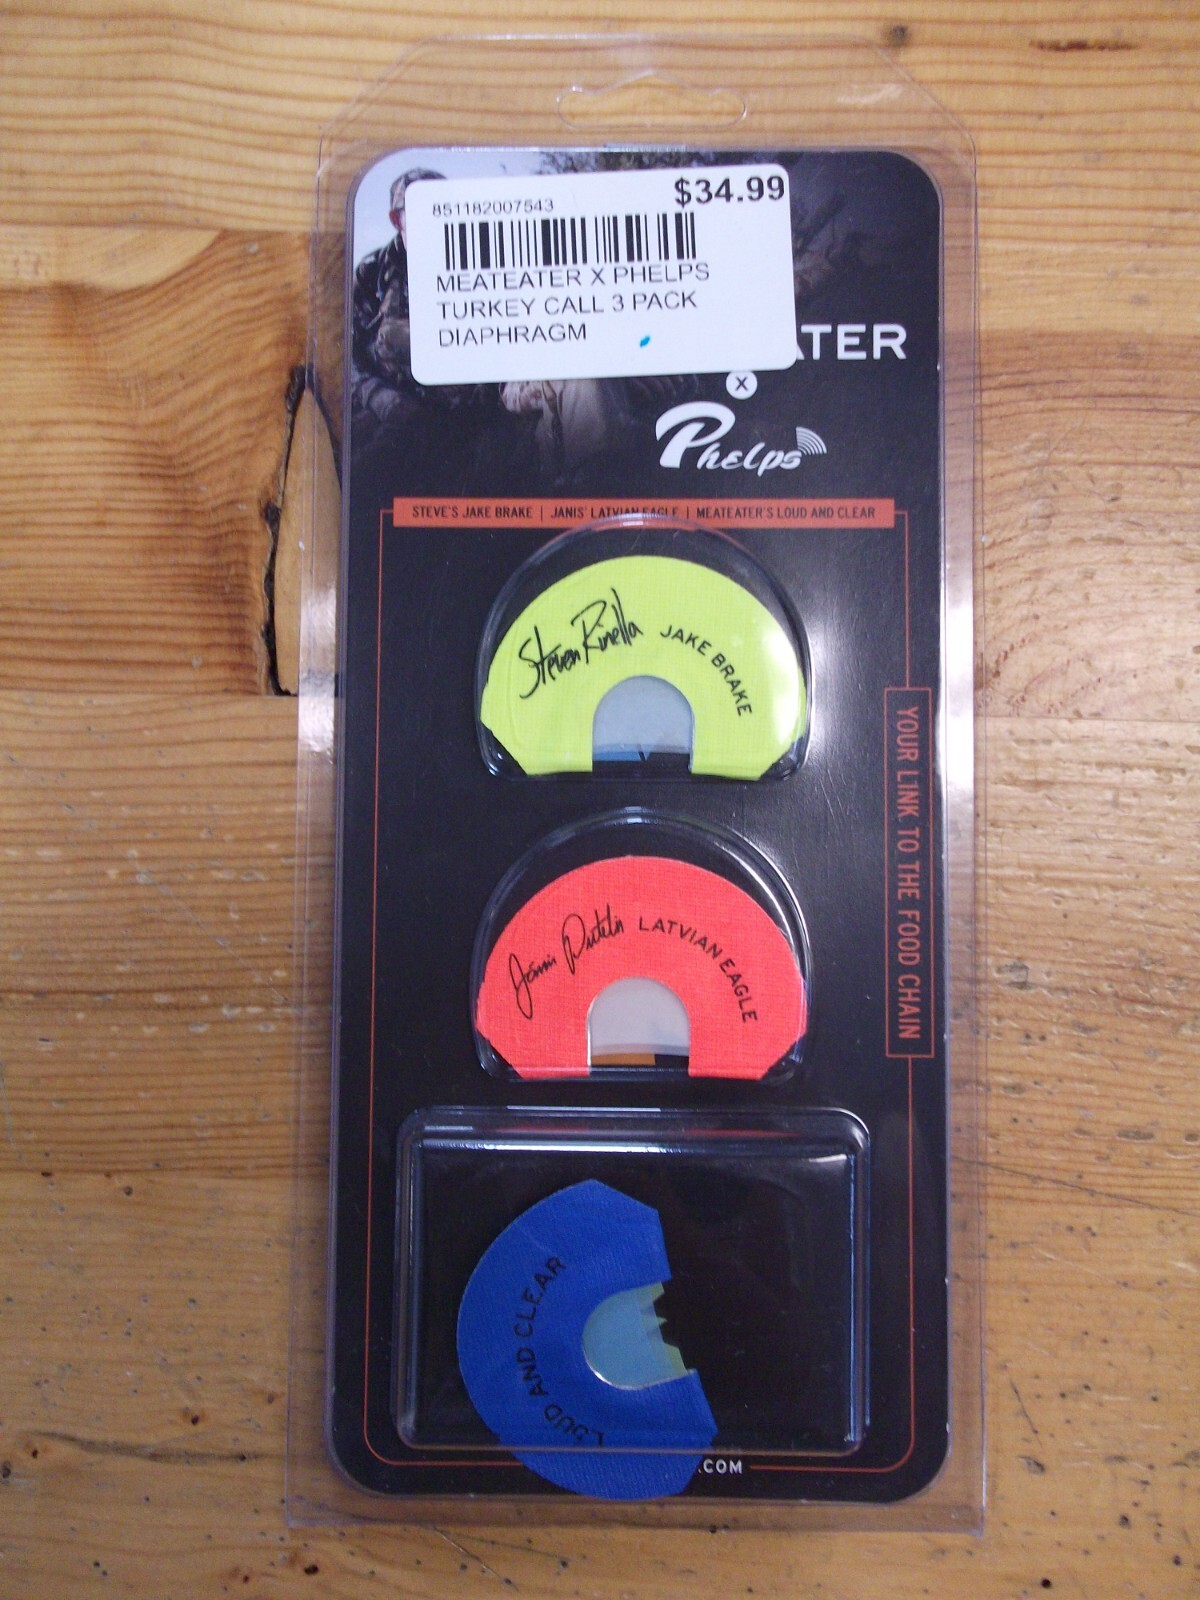 $34.99
851182007543
MEATEATER X PHELPS
TURKEY CALL 3 PACK
DIAPHRAGM
ATER
X
Phelps
STEVE'S JAKE BRAKE | JANIS' LATVIAN EAGLE | MEATEATER'S LOUD AND CLEAR
Steven Rinella JAKE BRAKE
YOUR LINK TO THE FOOD CHAIN
Janis Putelis LATVIAN EAGLE
LOUD AND CLEAR
.COM